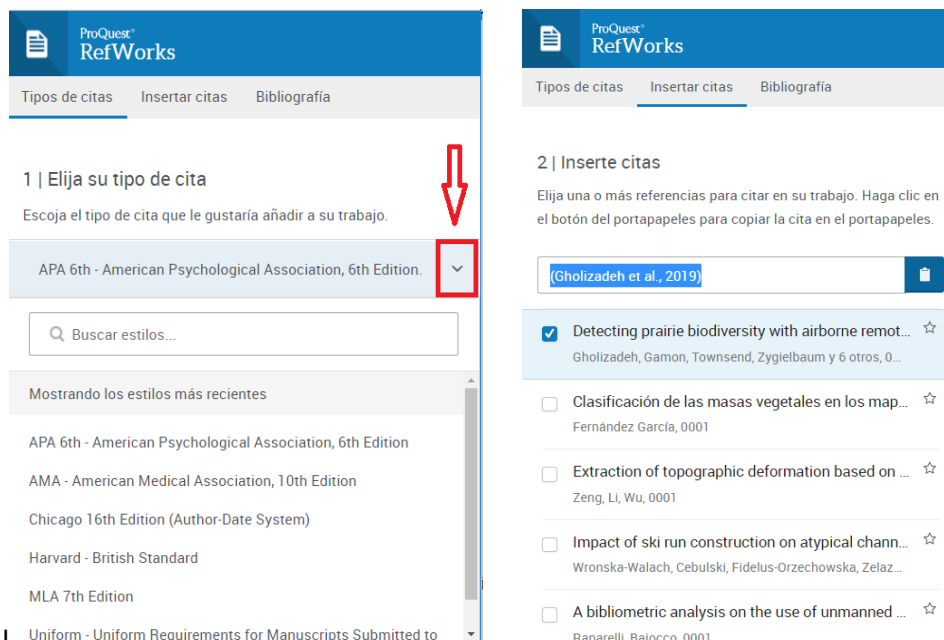 ProQuest®
RefWorks
Tipos de citas Insertar citas Bibliografía
1 | Elija su tipo de cita
Escoja el tipo de cita que le gustaría añadir a su trabajo.
APA 6th - American Psychological Association, 6th Edition.
Buscar estilos...
Mostrando los estilos más recientes
APA 6th - American Psychological Association, 6th Edition
AMA - American Medical Association, 10th Edition
Chicago 16th Edition (Author-Date System)
Harvard - British Standard
MLA 7th Edition
Uniform - Uniform Requirements for Manuscripts Submitted to
ProQuest®
RefWorks
Tipos de citas Insertar citas Bibliografía
2 | Inserte citas
Elija una o más referencias para citar en su trabajo. Haga clic en
el botón del portapapeles para copiar la cita en el portapapeles.
(Gholizadeh et al., 2019)
Detecting prairie biodiversity with airborne remot...
Gholizadeh, Gamon, Townsend, Zygielbaum y 6 otros, 0...
Clasificación de las masas vegetales en los map...
Fernández García, 0001
Extraction of topographic deformation based on ...
Zeng, Li, Wu, 0001
Impact of ski run construction on atypical chann...
Wronska-Walach, Cebulski, Fidelus-Orzechowska, Zelaz...
A bibliometric analysis on the use of unmanned ...
Raparelli, Bajocco, 0001